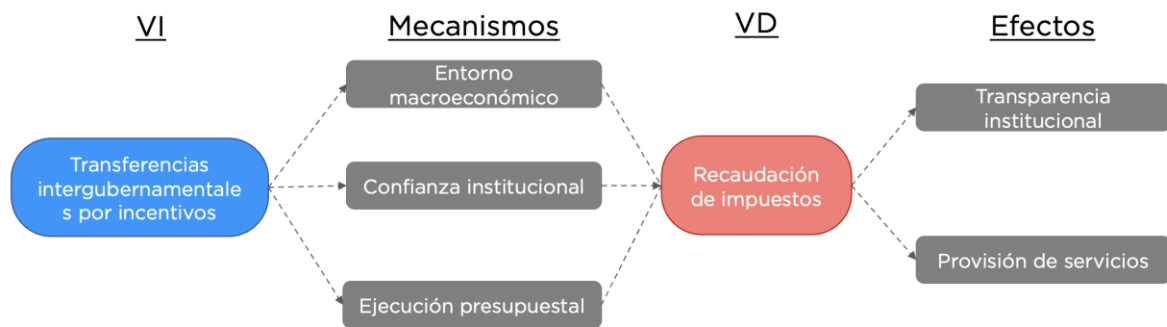 VI
Mecanismos
VD
Efectos
Entorno
macroeconómico
Transparencia
institucional
Transferencias
intergubernamentale
s por incentivos
Confianza institucional
Recaudación
de impuestos
Ejecución presupuestal
Provisión de servicios